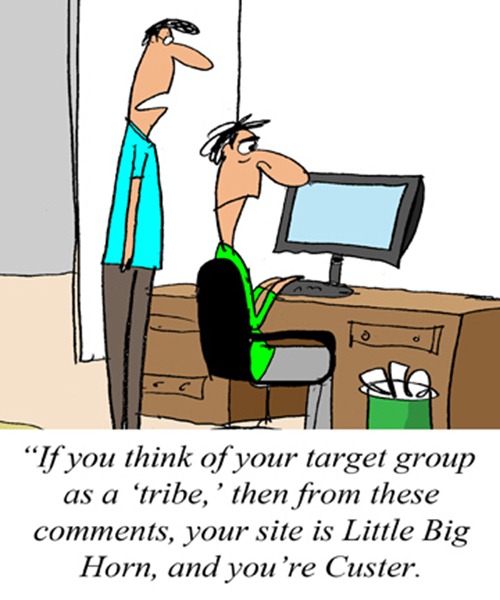 “If you think of your target group
as a ‘tribe,’ then from these
comments, your site is Little Big
Horn, and you’re Custer.